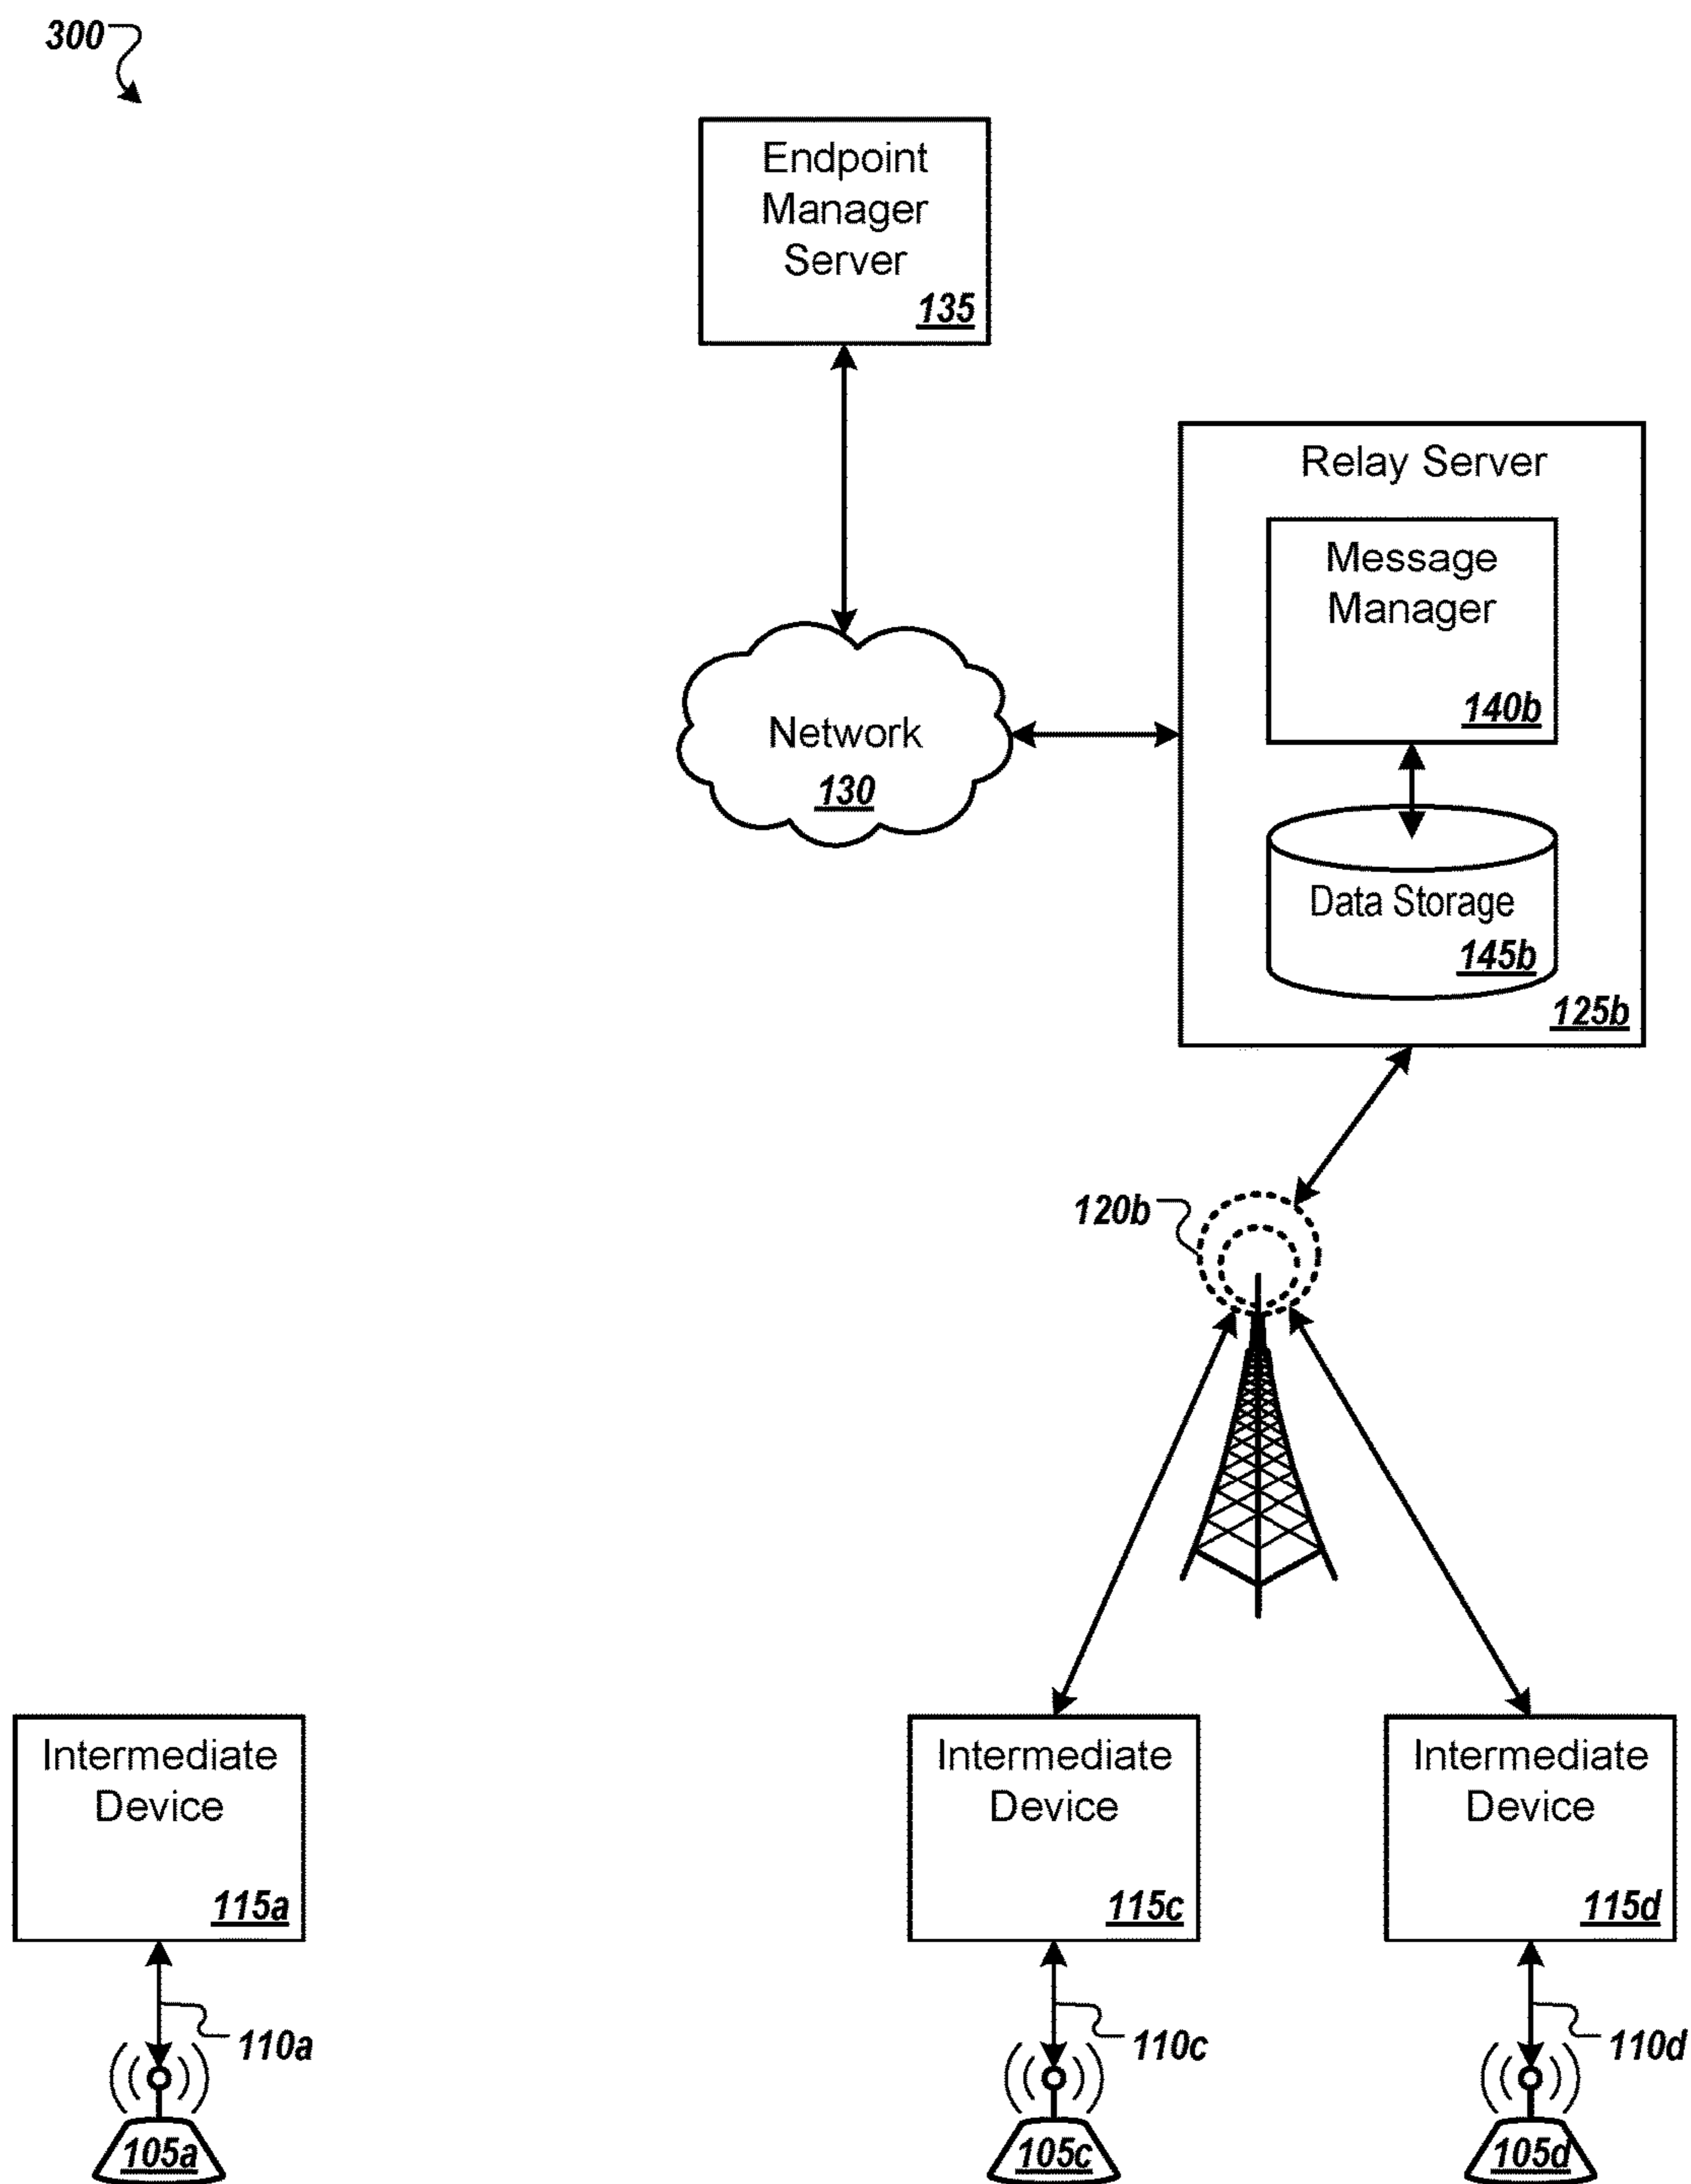 300
Endpoint
Manager
Server
135
Relay Server
Message
Manager
140b
Network
130
Data Storage
145b
125b
120b
Intermediate
Device
115a
Intermediate
Device
115c
Intermediate
Device
115d
110a
110c
110d
105a
105c
105d